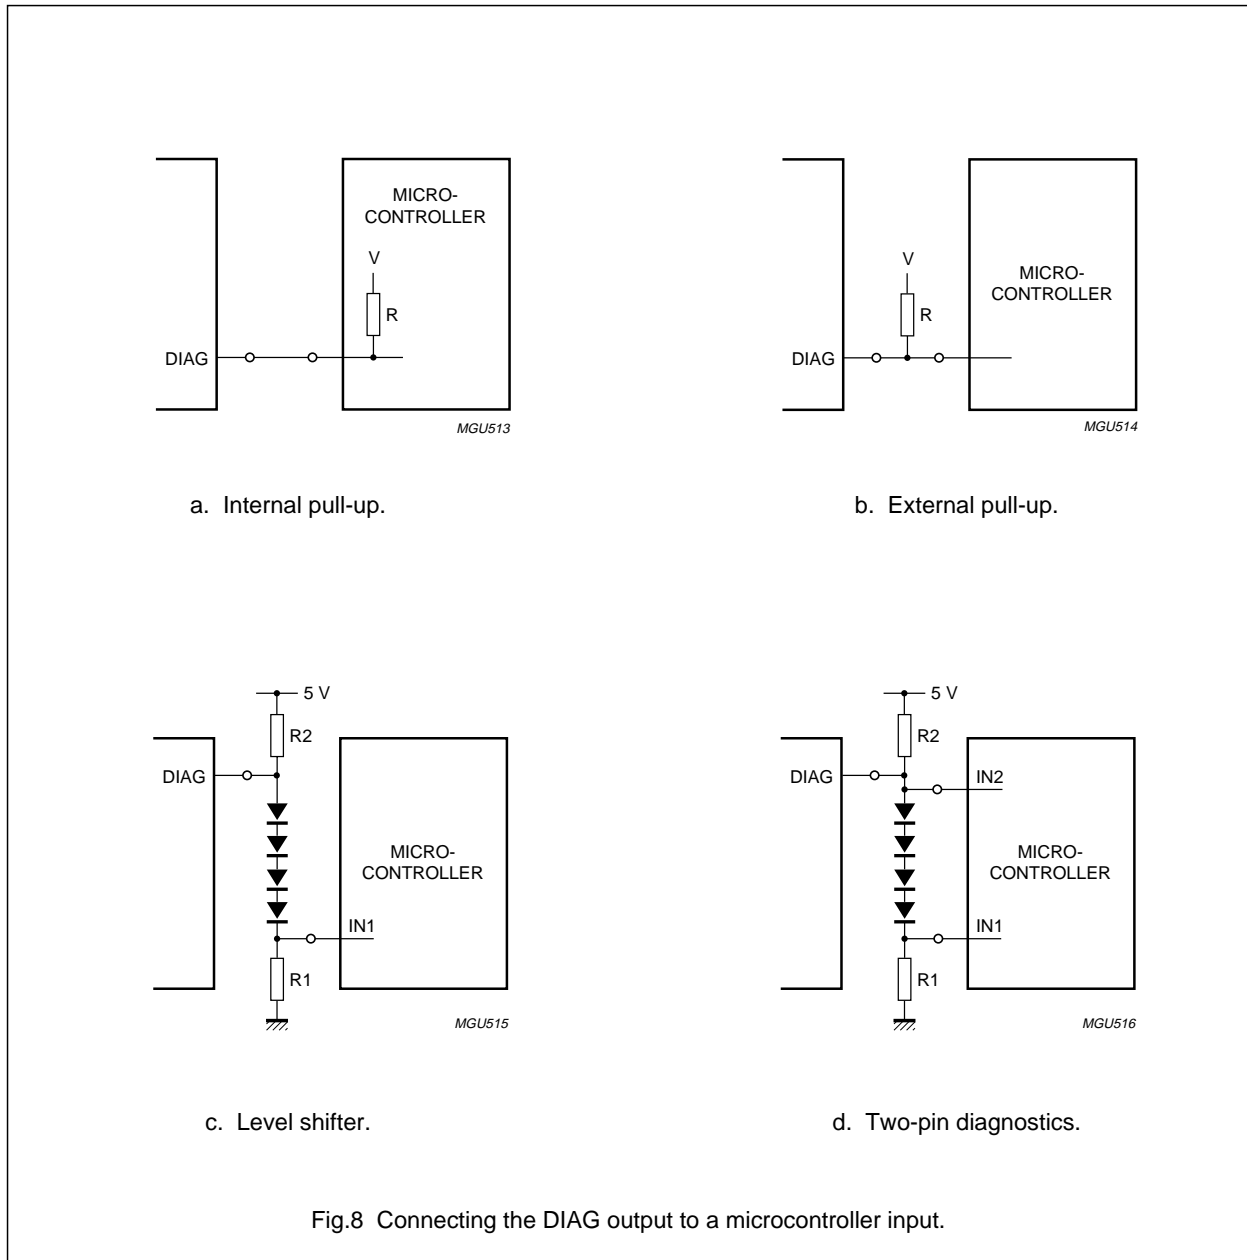 MICRO-
CONTROLLER
V
R
DIAG
MGU513
a. Internal pull-up.
MICRO-
CONTROLLER
V
R
DIAG
MGU514
b. External pull-up.
5 V
R2
DIAG
MICRO-
CONTROLLER
IN1
R1
MGU515
c. Level shifter.
5 V
R2
DIAG
IN2
MICRO-
CONTROLLER
IN1
R1
MGU516
d. Two-pin diagnostics.
Fig.8 Connecting the DIAG output to a microcontroller input.